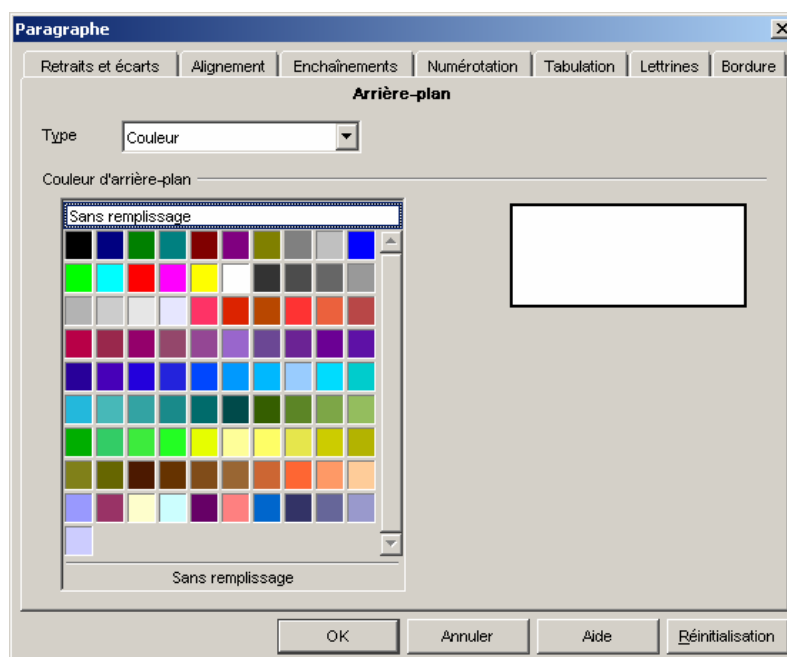 Paragraphe
Retraits et écarts Alignement Enchaînements Numérotation Tabulation Lettrines Bordure
Arrière-plan
Type Couleur
Couleur d'arrière-plan
Sans remplissage
Sans remplissage
OK Annuler Aide Réinitialisation